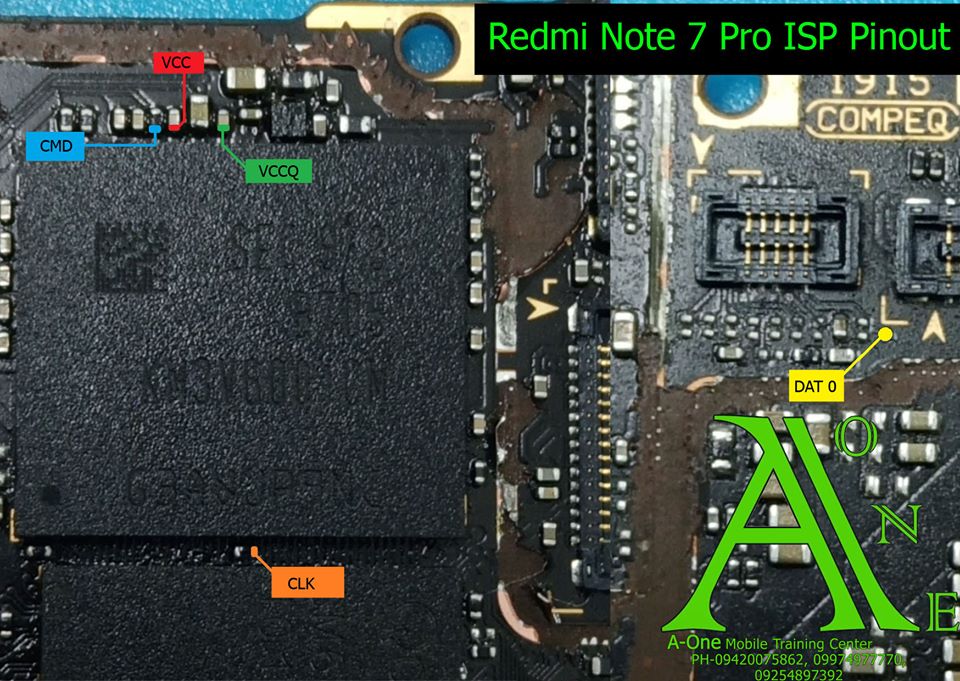 Redmi Note 7 Pro ISP Pinout
1915
COMPEQ
VCC
CMD
VCCQ
DAT 0
CLK
A
O
N
E
A-One Mobile Training Center
PH-09420075862, 09974977770,
09254897392